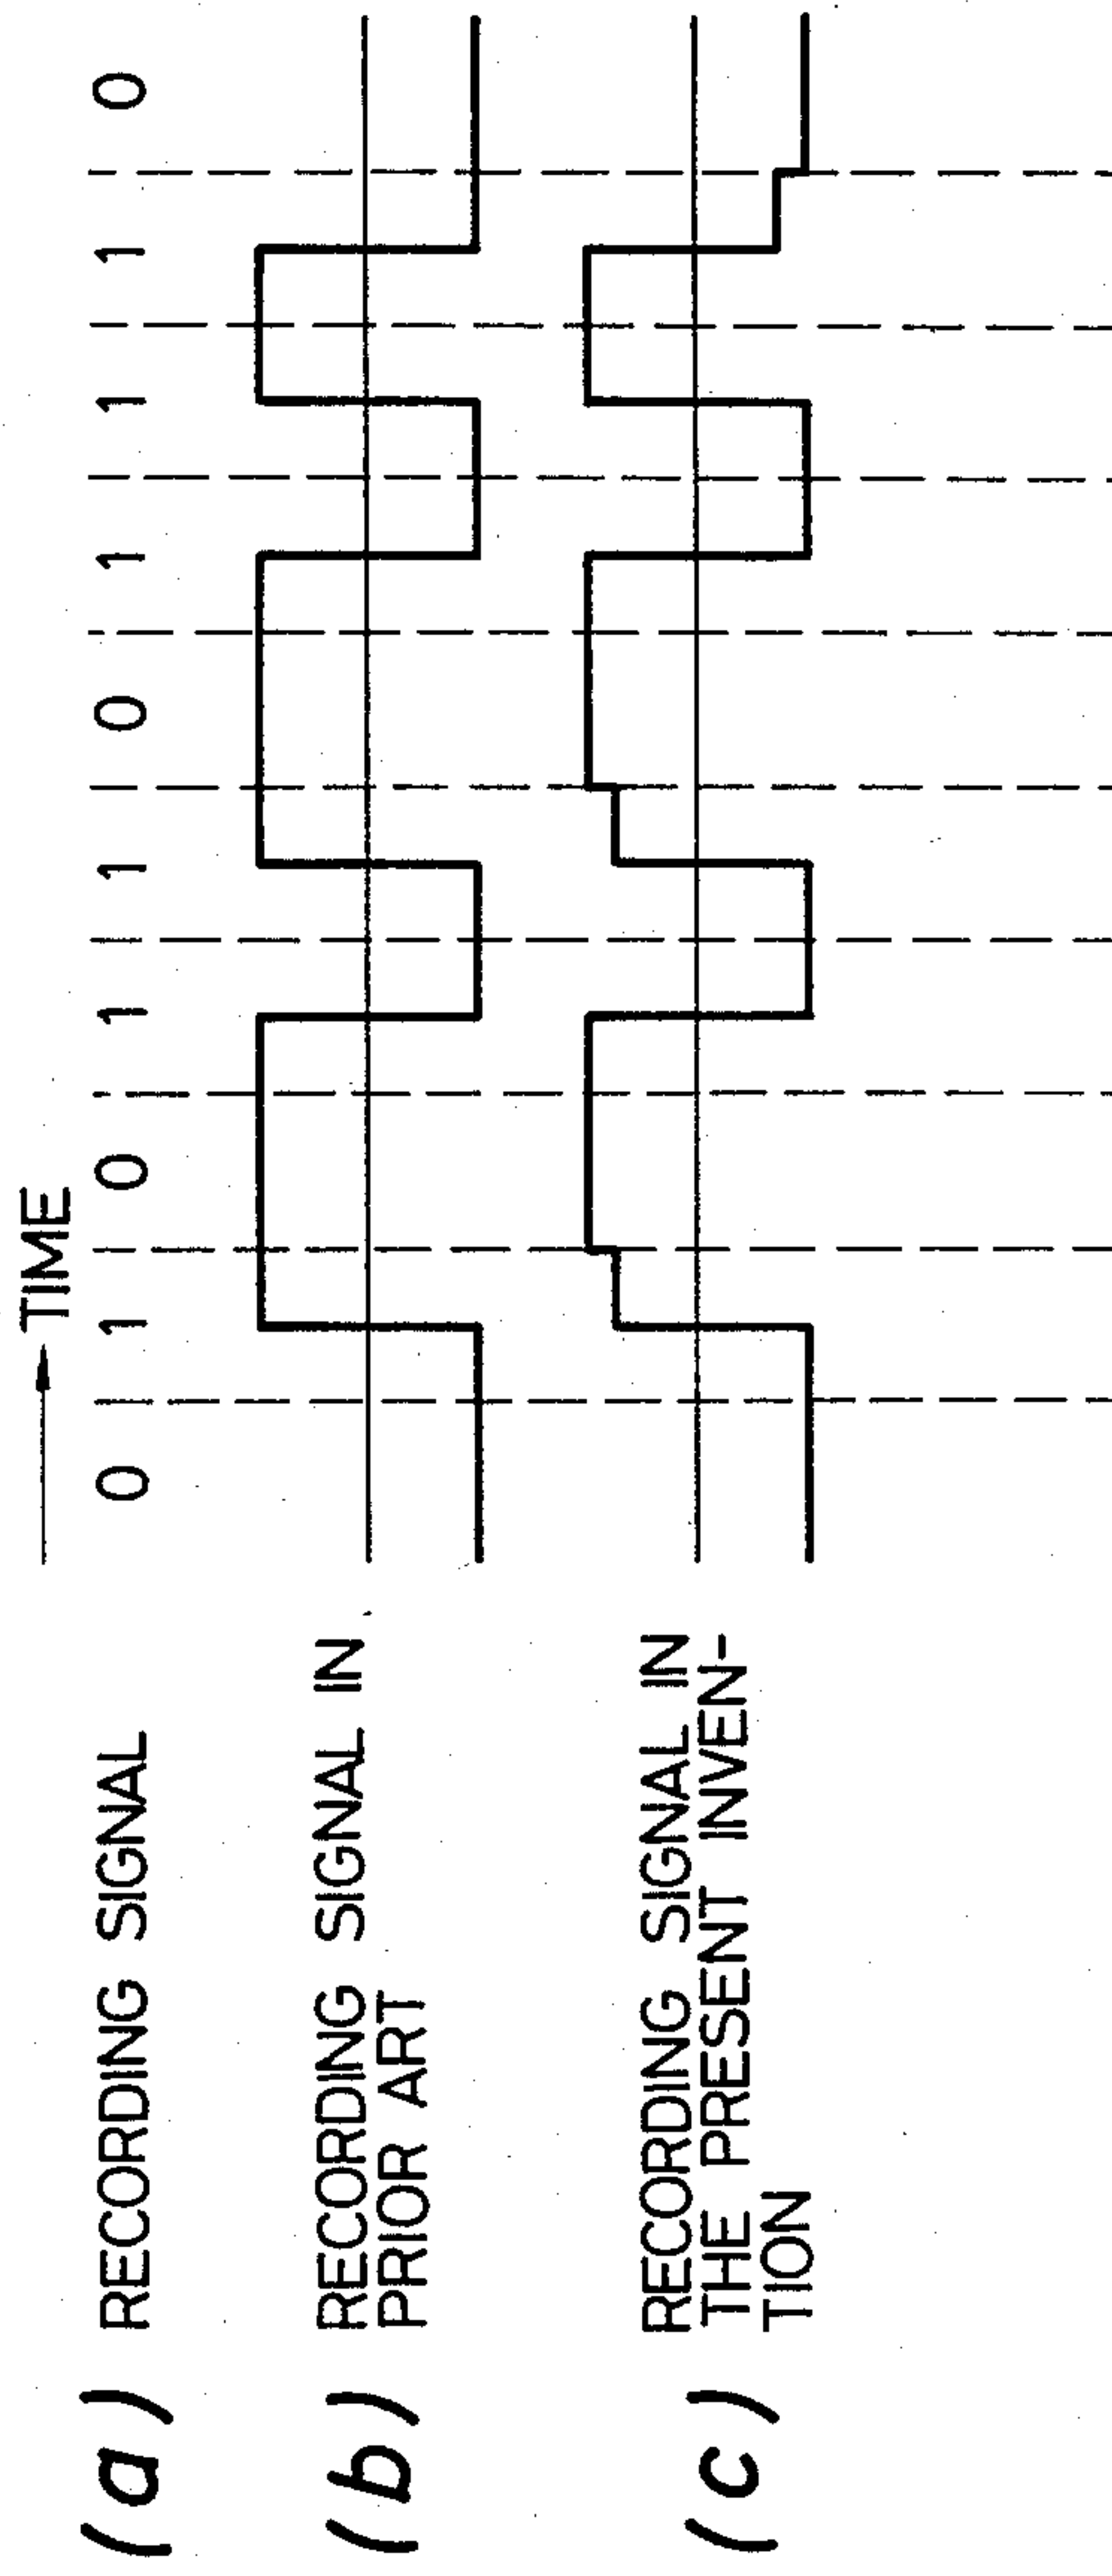 TIME
(a) RECORDING SIGNAL 0 1 0 1 1 0 1 1 1 0
(b) RECORDING SIGNAL IN
PRIOR ART
(c) RECORDING SIGNAL IN
THE PRESENT INVEN-
TION